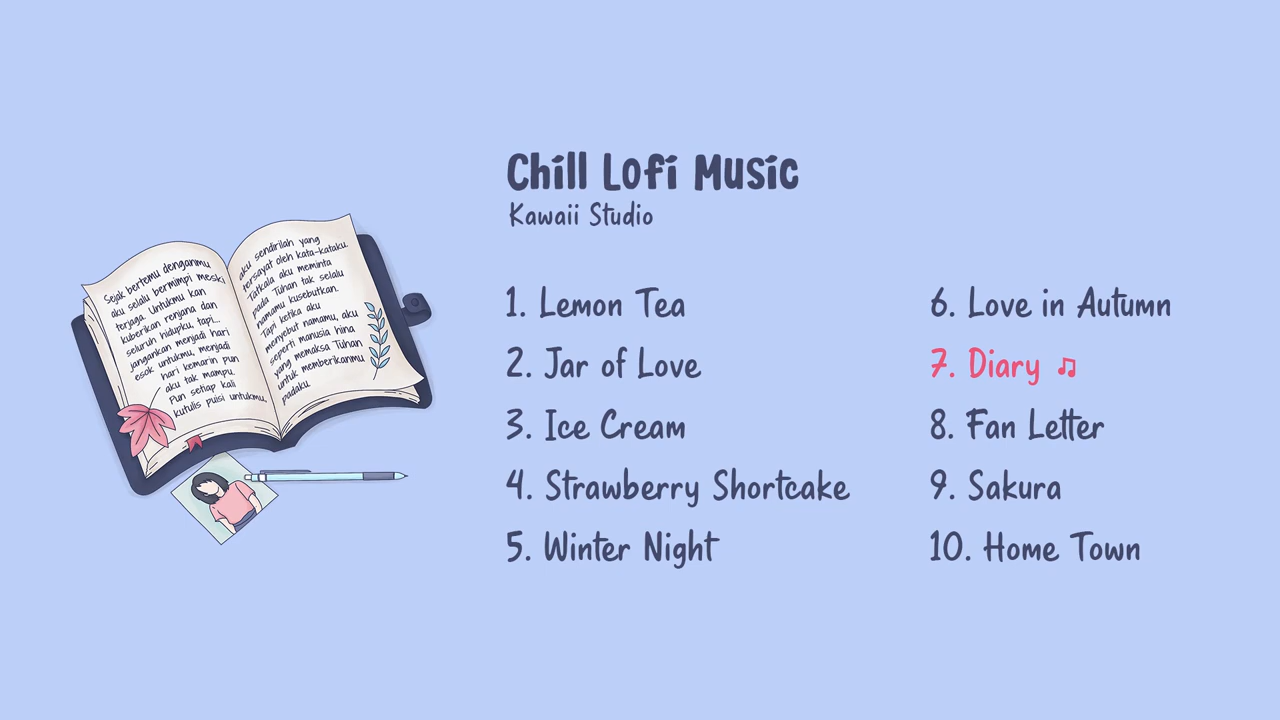 Chill Lofi Music
Kawaii Studio
1. Lemon Tea
2. Jar of Love
3. Ice Cream
4. Strawberry Shortcake
5. Winter Night
6. Love in Autumn
7. Diary ♫
8. Fan Letter
9. Sakura
10. Home Town
Sejak bertemu denganmu
aku selalu bermimpi meski
terjaga. Untukmu kan
kuberikan renjana dan
seluruh hidupku, tapi...
jangankan menjadi hari
esok untukmu, menjadi
hari kemarin pun
aku tak mampu.
Pun setiap kali
kutulis puisi untukmu,
aku sendirilah yang
tersayat oleh kata-kataku.
Tatkala aku meminta
pada Tuhan tak selalu
namamu kusebutkan.
Tapi ketika aku
menyebut namamu, aku
seperti manusia hina
yang memaksa Tuhan
untuk memberikanmu
padaku.